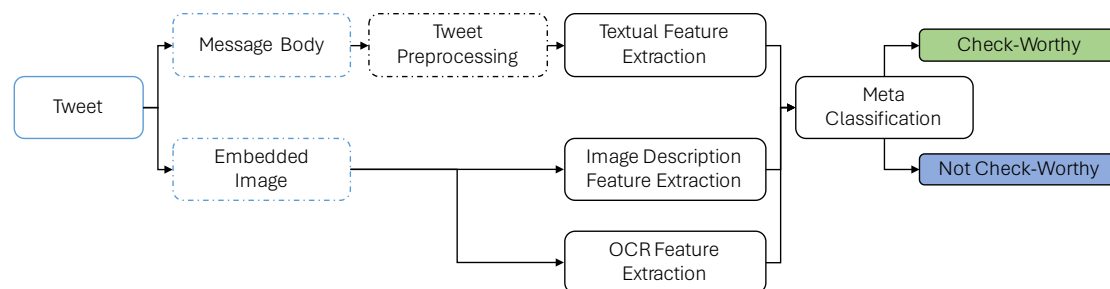 Tweet
Message Body
Tweet
Preprocessing
Textual Feature
Extraction
Embedded
Image
Image Description
Feature Extraction
OCR Feature
Extraction
Meta
Classification
Check-Worthy
Not Check-Worthy